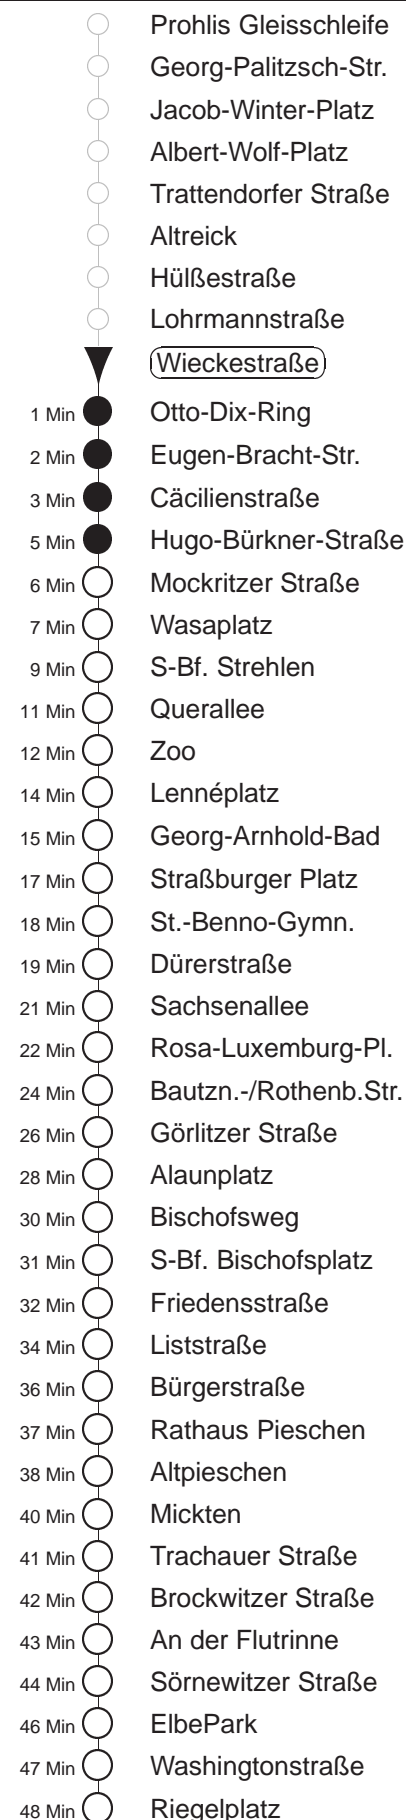 Prohlis Gleisschleife
Georg-Palitzsch-Str.
Jacob-Winter-Platz
Albert-Wolf-Platz
Trattendorfer Straße
Altreick
Hülßestraße
Lohrmannstraße
Wieckestraße
1 Min Otto-Dix-Ring
2 Min Eugen-Bracht-Str.
3 Min Cäcilienstraße
5 Min Hugo-Bürkner-Straße
6 Min Mockritzer Straße
7 Min Wasaplatz
9 Min S-Bf. Strehlen
11 Min Querallee
12 Min Zoo
14 Min Lennéplatz
15 Min Georg-Arnhold-Bad
17 Min Straßburger Platz
18 Min St.-Benno-Gymn.
19 Min Dürerstraße
21 Min Sachsenallee
22 Min Rosa-Luxemburg-Pl.
24 Min Bautzn.-/Rothenb.Str.
26 Min Görlitzer Straße
28 Min Alaunplatz
30 Min Bischofsweg
31 Min S-Bf. Bischofsplatz
32 Min Friedensstraße
34 Min Liststraße
36 Min Bürgerstraße
37 Min Rathaus Pieschen
38 Min Altpieschen
40 Min Mickten
41 Min Trachauer Straße
42 Min Brockwitzer Straße
43 Min An der Flutrinne
44 Min Sörnewitzer Straße
46 Min ElbePark
47 Min Washingtonstraße
48 Min Riegelplatz